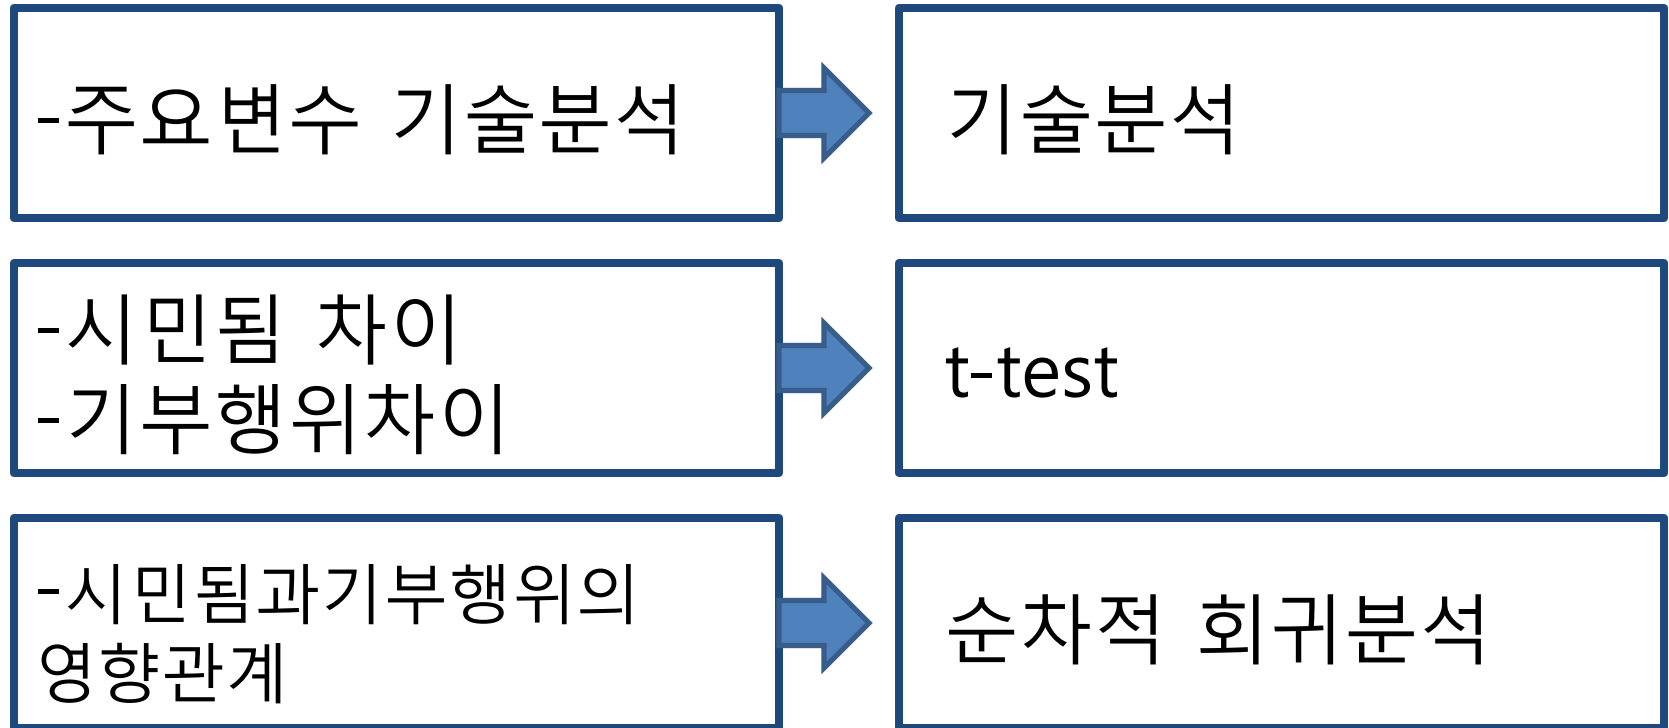 -주요변수 기술분석
기술분석
-시민됨 차이
-기부행위차이
t-test
-시민됨과기부행위의
영향관계
순차적 회귀분석